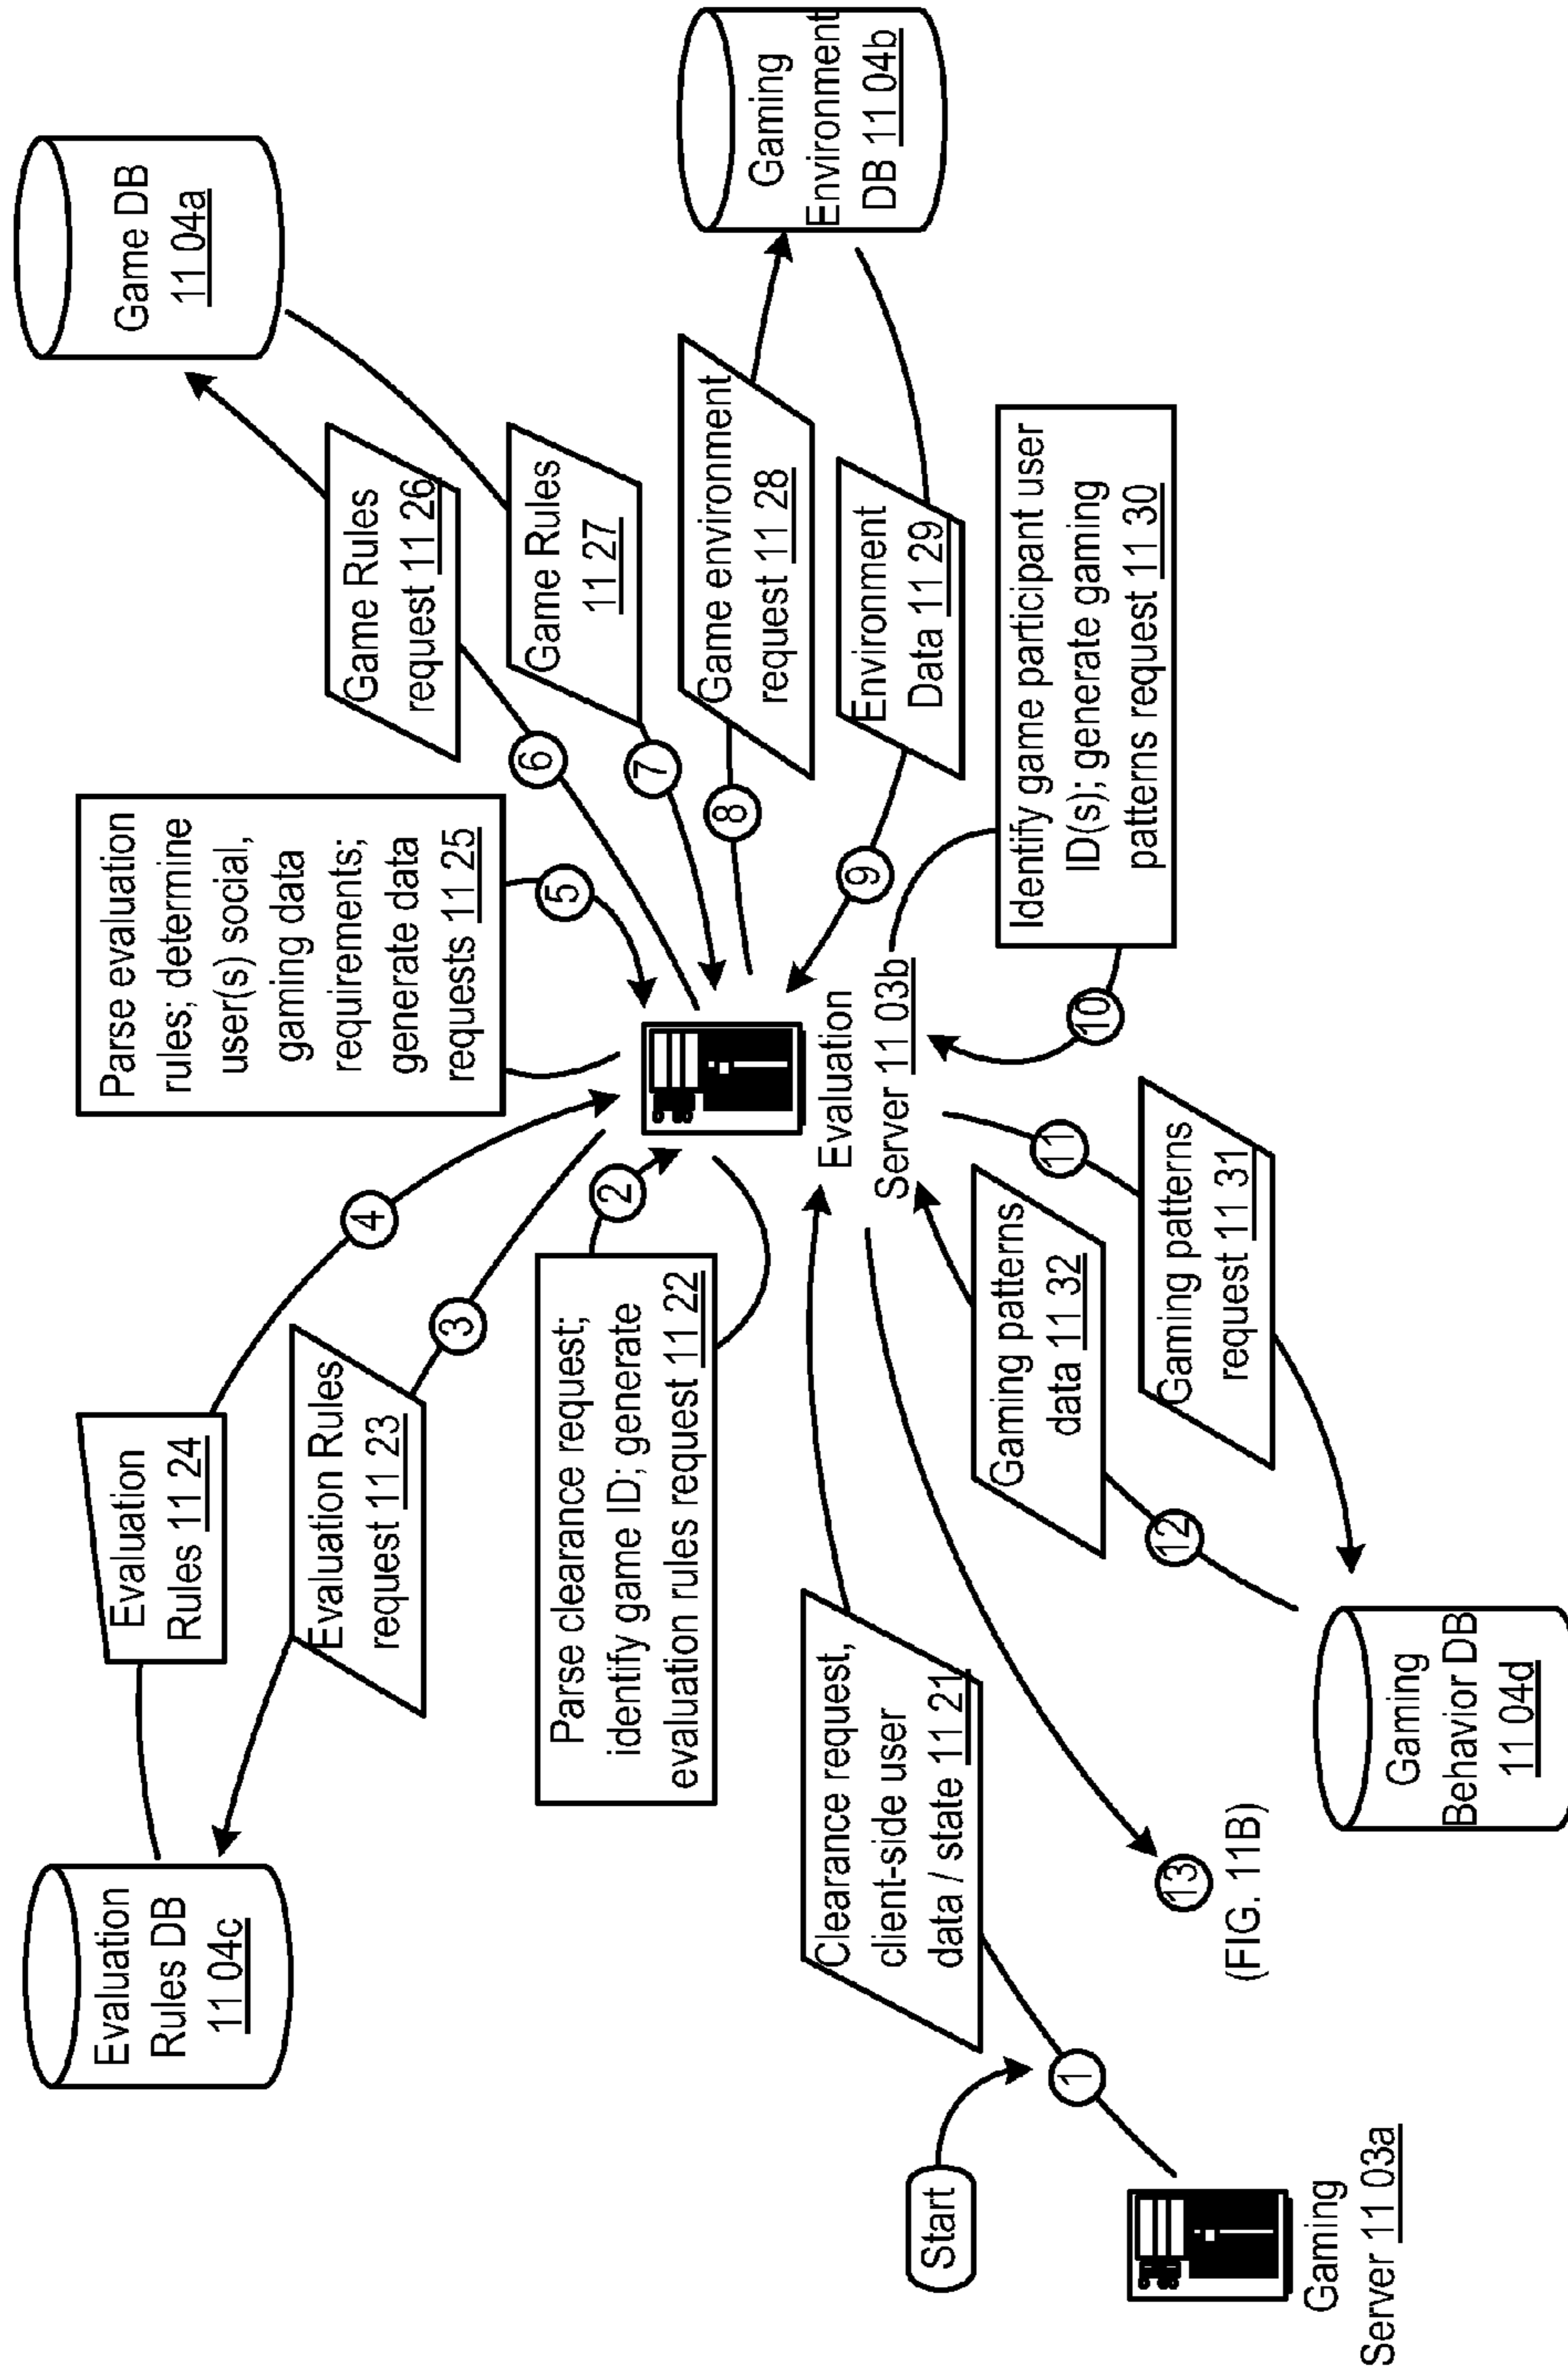 Evaluation
Rules DB
11 04c
Evaluation
Rules 11 24
Evaluation Rules
request 11 23
4
3
Parse evaluation
rules; determine
user(s) social,
gaming data
requirements;
generate data
requests 11 25
5
Game DB
11 04a
Game Rules
request 11 26
6
Game Rules
11 27
7
Parse clearance request;
identify game ID; generate
evaluation rules request 11 22
2
Game environment
request 11 28
8
Gaming
Environment
DB 11 04b
Environment
Data 11 29
9
Evaluation
Server 11 03b
Start
Clearance request,
client-side user
data / state 11 21
1
Gaming patterns
data 11 32
12
Identify game participant user
ID(s); generate gaming
patterns request 11 30
10
11
Gaming patterns
request 11 31
13
(FIG. 11B)
Gaming
Server 11 03a
Gaming
Behavior DB
11 04d